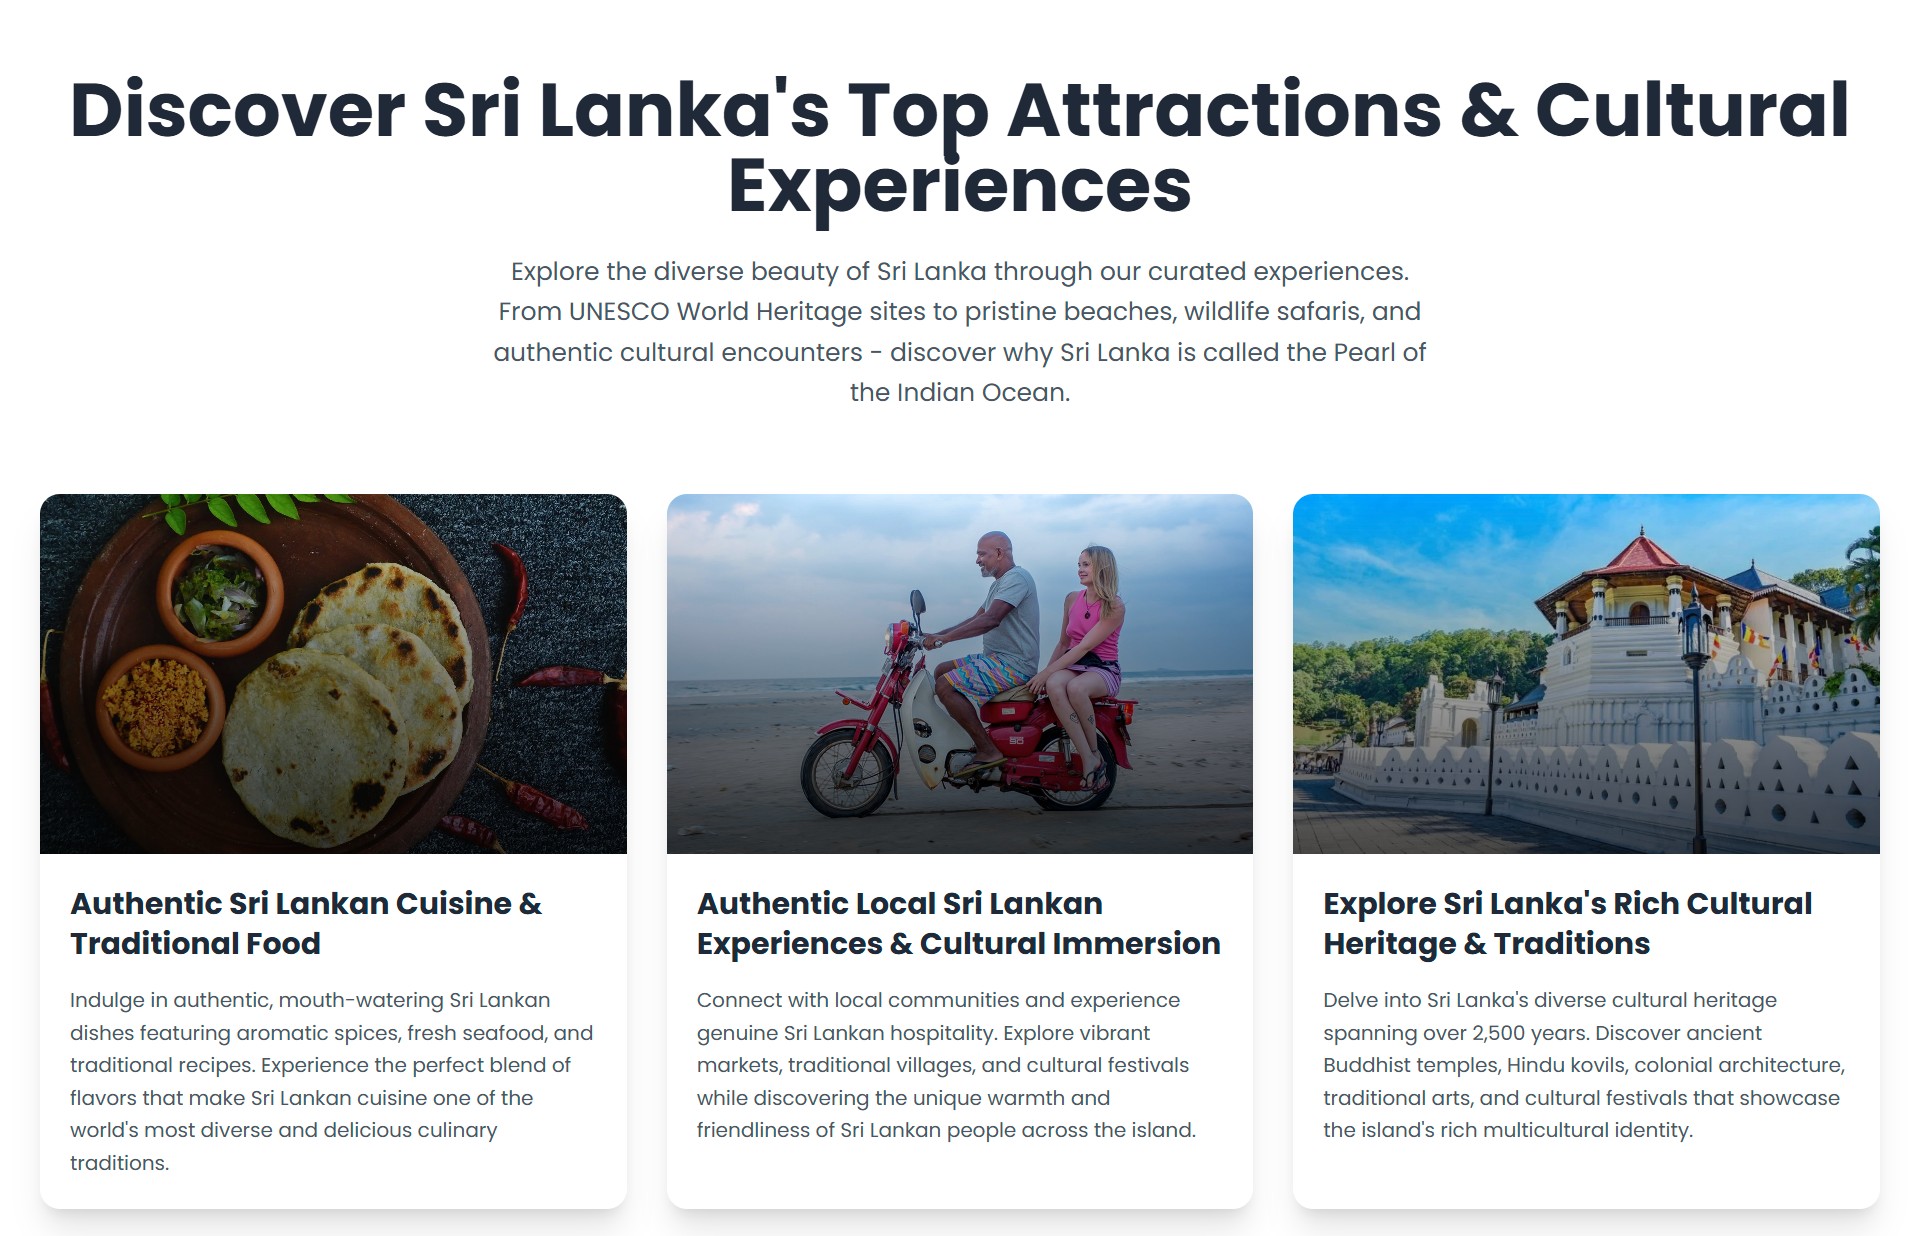 Discover Sri Lanka's Top Attractions & Cultural
Experiences
Explore the diverse beauty of Sri Lanka through our curated experiences.
From UNESCO World Heritage sites to pristine beaches, wildlife safaris, and
authentic cultural encounters - discover why Sri Lanka is called the Pearl of
the Indian Ocean.
Authentic Sri Lankan Cuisine &
Traditional Food
Indulge in authentic, mouth-watering Sri Lankan
dishes featuring aromatic spices, fresh seafood, and
traditional recipes. Experience the perfect blend of
flavors that make Sri Lankan cuisine one of the
world's most diverse and delicious culinary
traditions.
Authentic Local Sri Lankan
Experiences & Cultural Immersion
Connect with local communities and experience
genuine Sri Lankan hospitality. Explore vibrant
markets, traditional villages, and cultural festivals
while discovering the unique warmth and
friendliness of Sri Lankan people across the island.
Explore Sri Lanka's Rich Cultural
Heritage & Traditions
Delve into Sri Lanka's diverse cultural heritage
spanning over 2,500 years. Discover ancient
Buddhist temples, Hindu kovils, colonial architecture,
traditional arts, and cultural festivals that showcase
the island's rich multicultural identity.